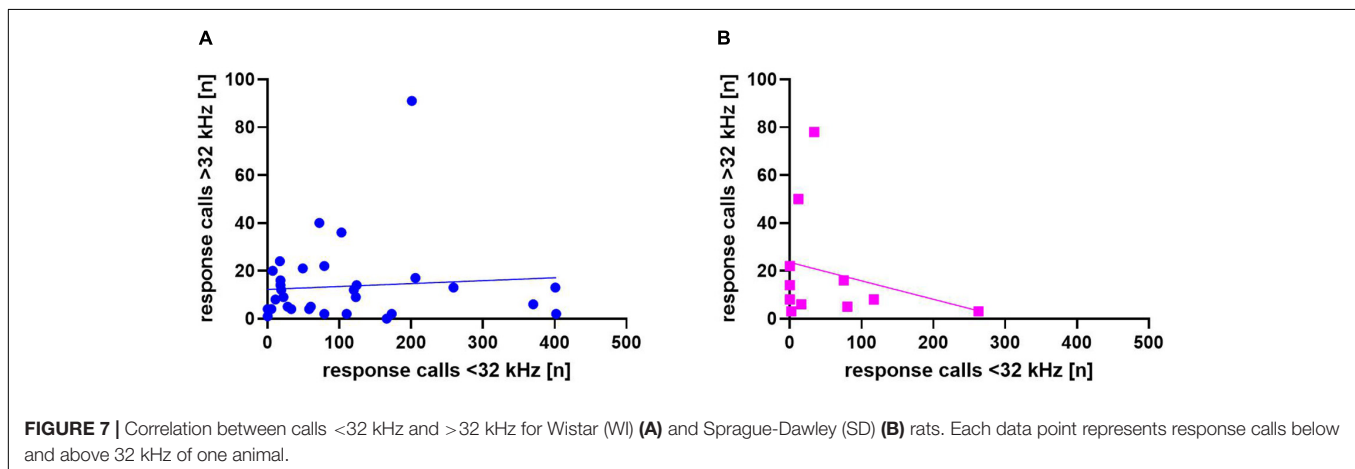 A
response calls >32 kHz [n]
100
80
60
40
20
0
0 100 200 300 400 500
response calls <32 kHz [n]
B
response calls >32 kHz [n]
100
80
60
40
20
0
0 100 200 300 400 500
response calls <32 kHz [n]
FIGURE 7 | Correlation between calls <32 kHz and >32 kHz for Wistar (WI) (A) and Sprague-Dawley (SD) (B) rats. Each data point represents response calls below
and above 32 kHz of one animal.